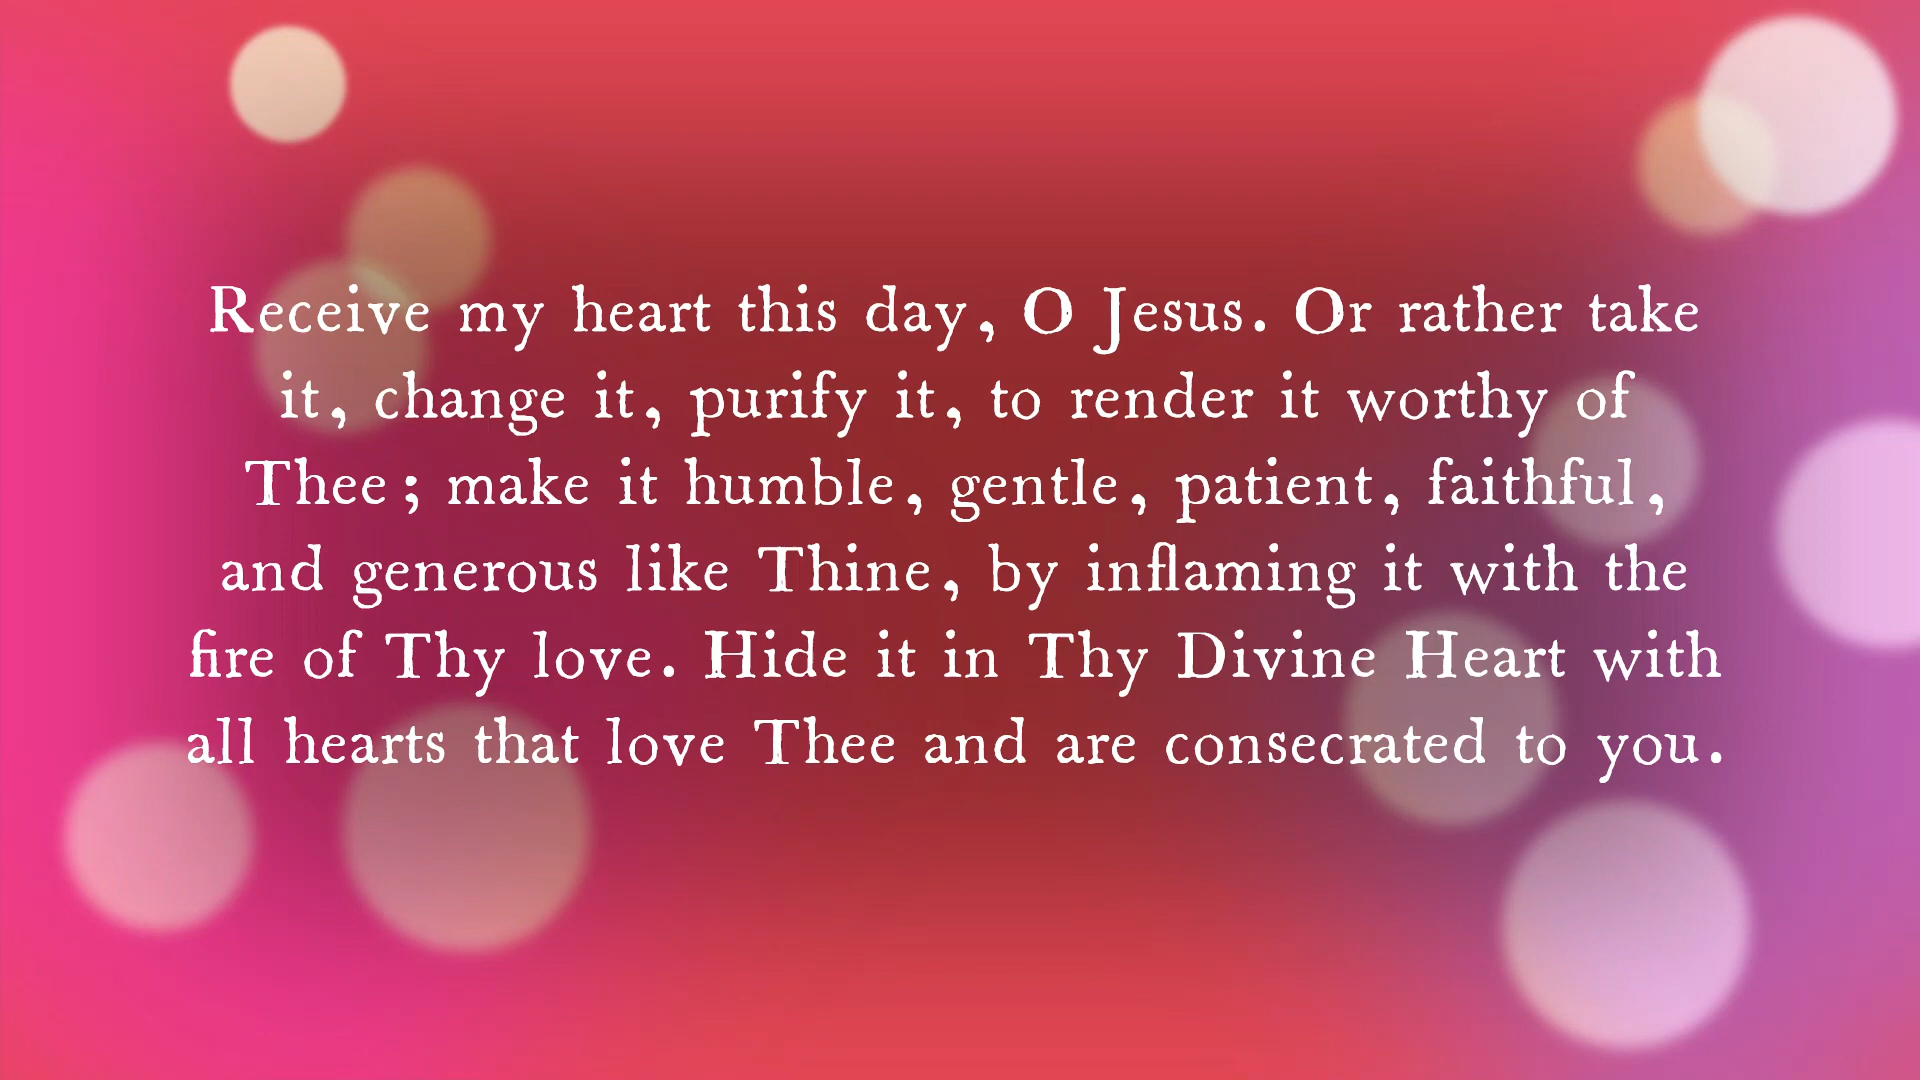 Receive my heart this day, O Jesus. Or rather take
it, change it, purify it, to render it worthy of
Thee; make it humble, gentle, patient, faithful,
and generous like Thine, by inflaming it with the
fire of Thy love. Hide it in Thy Divine Heart with
all hearts that love Thee and are consecrated to you.